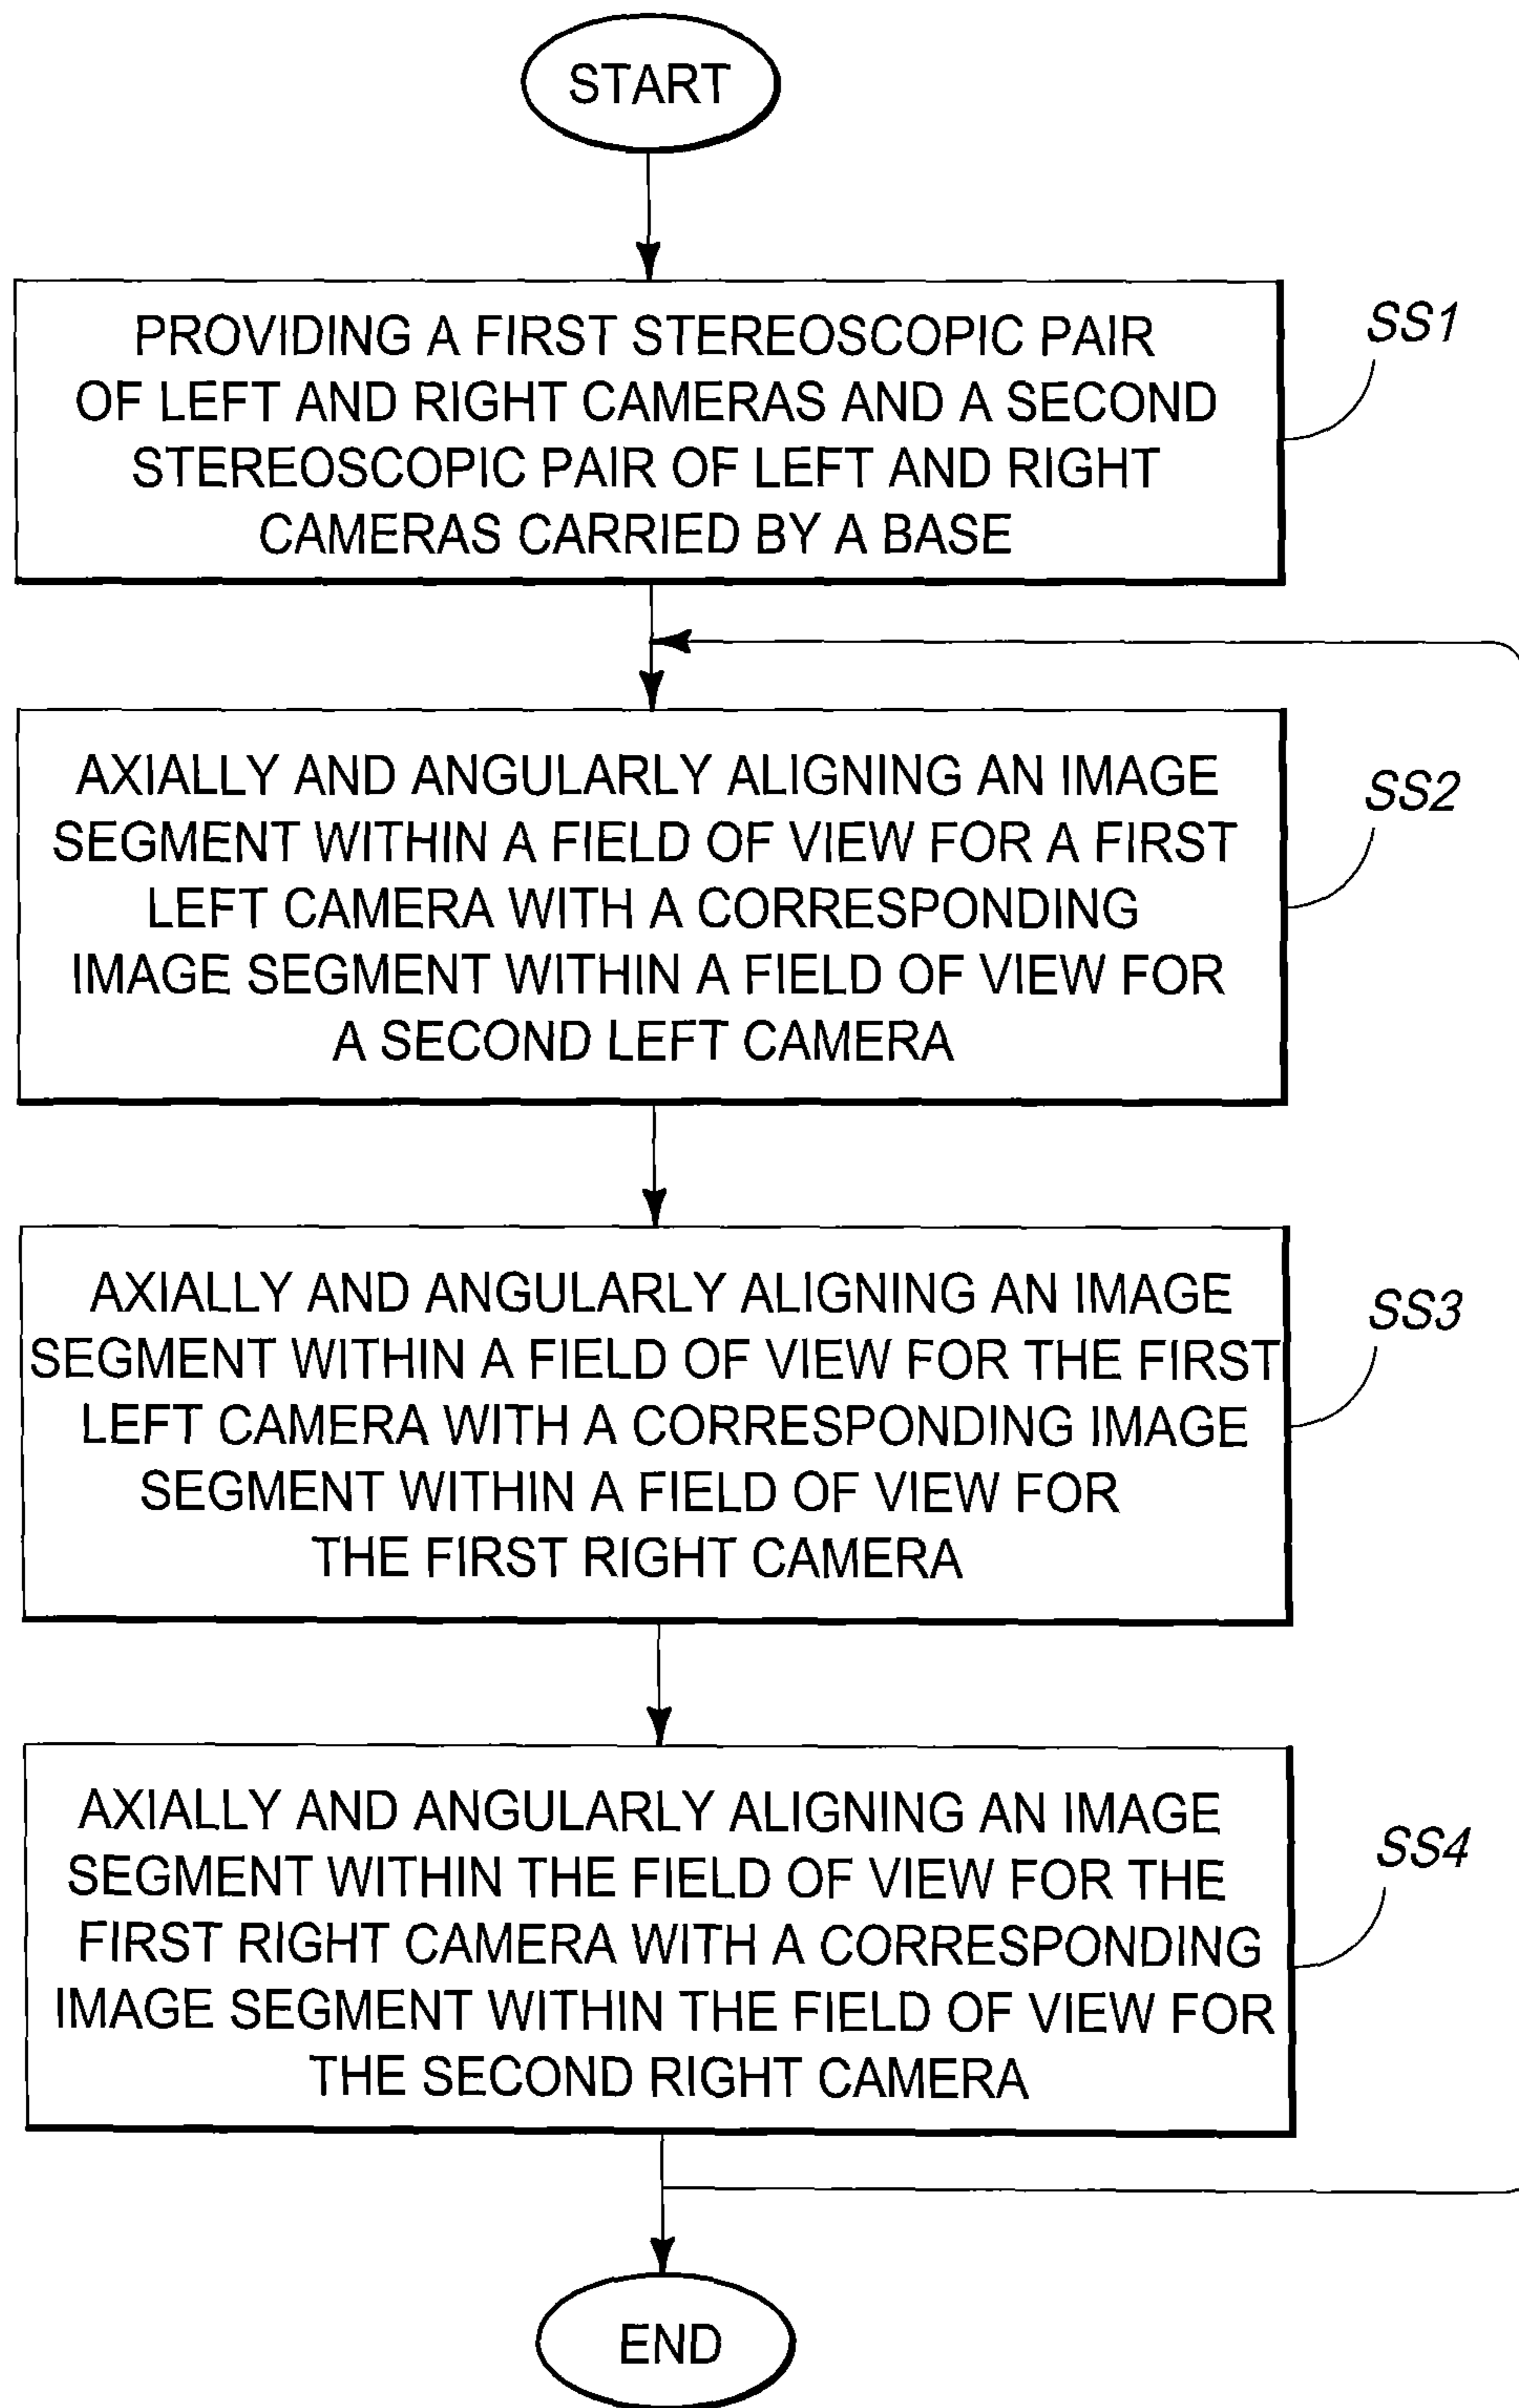 START
PROVIDING A FIRST STEREOSCOPIC PAIR
OF LEFT AND RIGHT CAMERAS AND A SECOND
STEREOSCOPIC PAIR OF LEFT AND RIGHT
CAMERAS CARRIED BY A BASE
SS1
AXIALLY AND ANGULARLY ALIGNING AN IMAGE
SEGMENT WITHIN A FIELD OF VIEW FOR A FIRST
LEFT CAMERA WITH A CORRESPONDING
IMAGE SEGMENT WITHIN A FIELD OF VIEW FOR
A SECOND LEFT CAMERA
SS2
AXIALLY AND ANGULARLY ALIGNING AN IMAGE
SEGMENT WITHIN A FIELD OF VIEW FOR THE FIRST
LEFT CAMERA WITH A CORRESPONDING IMAGE
SEGMENT WITHIN A FIELD OF VIEW FOR
THE FIRST RIGHT CAMERA
SS3
AXIALLY AND ANGULARLY ALIGNING AN IMAGE
SEGMENT WITHIN THE FIELD OF VIEW FOR THE
FIRST RIGHT CAMERA WITH A CORRESPONDING
IMAGE SEGMENT WITHIN THE FIELD OF VIEW FOR
THE SECOND RIGHT CAMERA
SS4
END